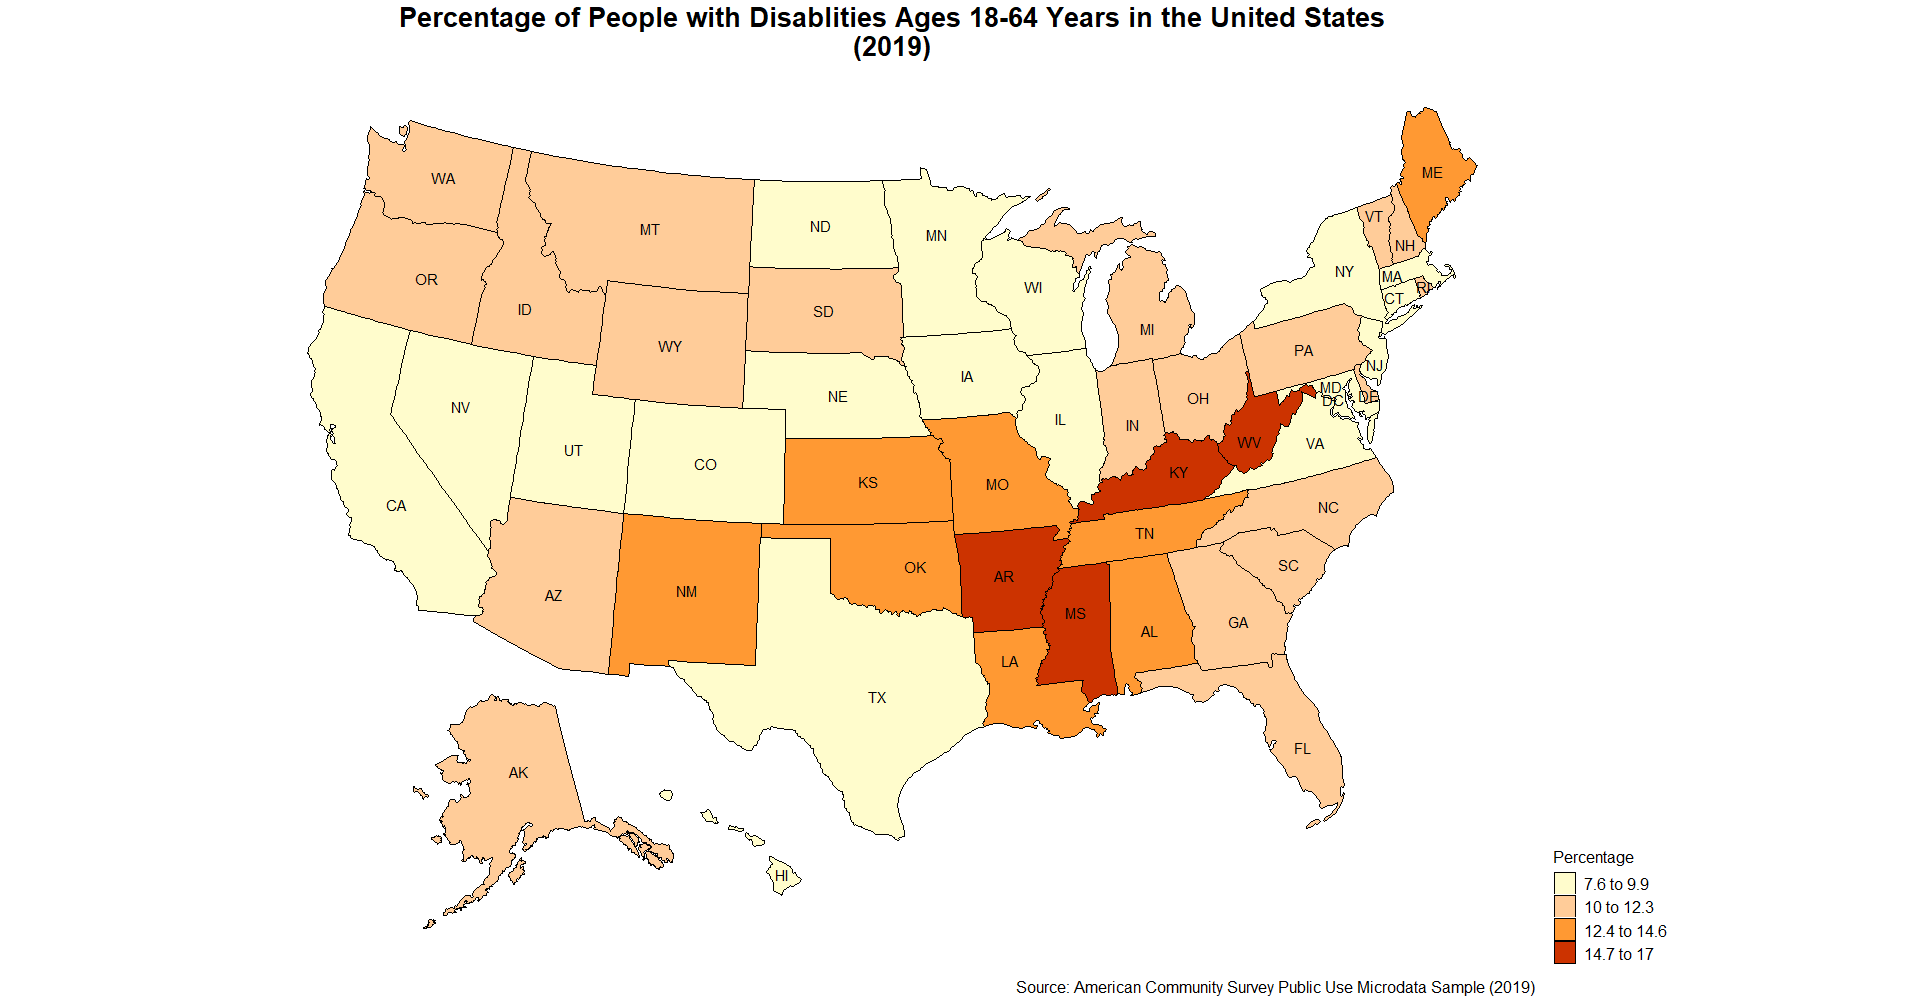 Percentage of People with Disablities Ages 18-64 Years in the United States
(2019)
ME
WA
VT
MT
ND
MN
NH
NY
MA
OR
WI
RI
CT
ID
SD
MI
WY
PA
NJ
IA
MD
NE
DE
OH
DC
NV
IL
IN
WV
VA
UT
CO
KY
KS
MO
CA
NC
TN
SC
OK
AR
NM
AZ
MS
GA
AL
LA
TX
FL
AK
HI
Percentage
7.6 to 9.9
10 to 12.3
12.4 to 14.6
14.7 to 17
Source: American Community Survey Public Use Microdata Sample (2019)